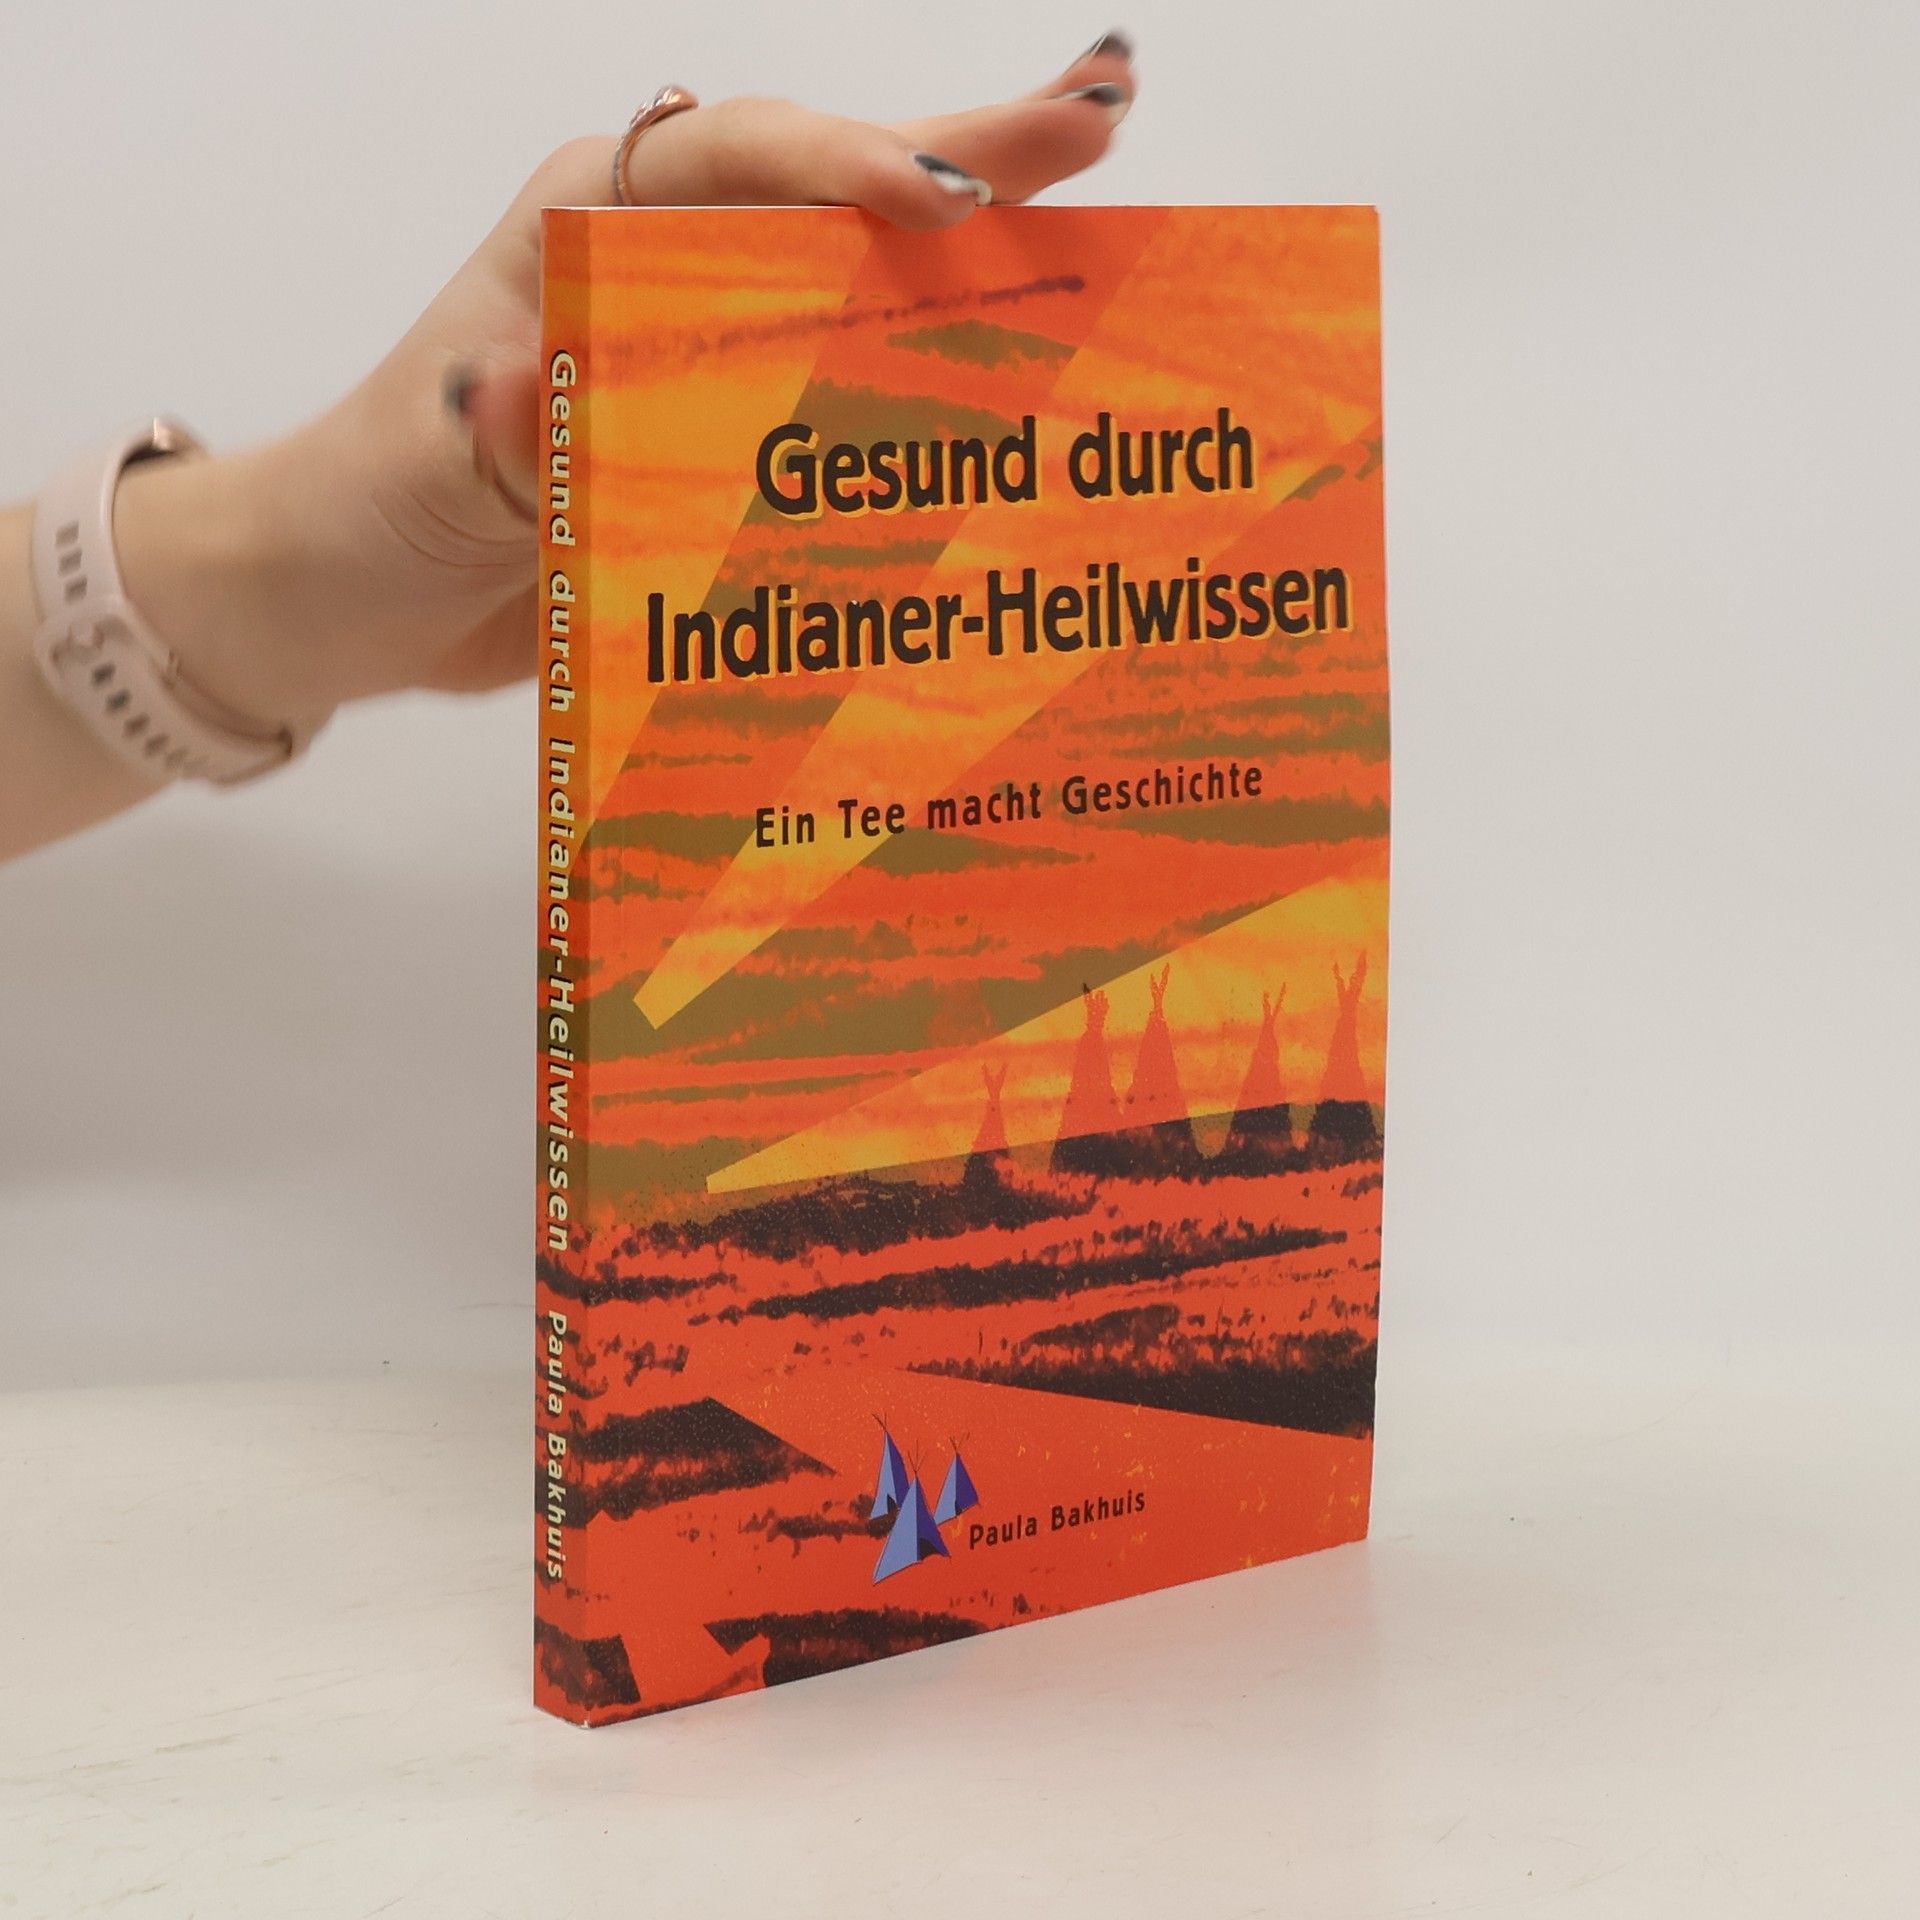 Gesund durch
Indianer-Heilwissen
Ein Tee macht Geschichte
Paula Bakhuis
Gesund durch Indianer-Heilwissen Paula Bakhuis